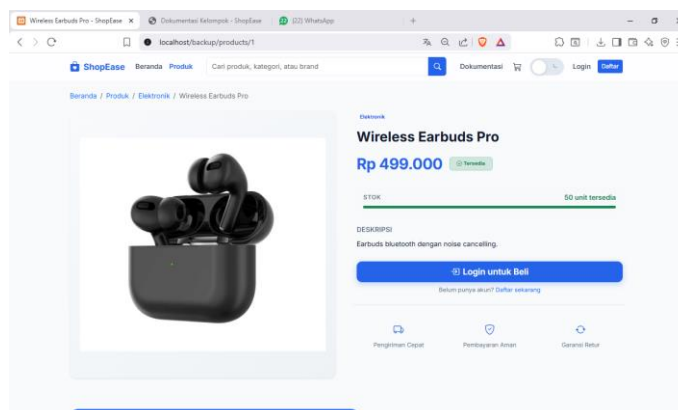 Wireless Earbuds Pro - ShopEase
Dokumentasi Kelompok - ShopEase
(22) WhatsApp
localhost/backup/products/1
ShopEase
Beranda
Produk
Cari produk, kategori, atau brand
Dokumentasi
Login
Daftar
Beranda / Produk / Elektronik / Wireless Earbuds Pro
Elektronik
Wireless Earbuds Pro
Rp 499.000
Tersedia
STOK
50 unit tersedia
DESKRIPSI
Earbuds bluetooth dengan noise cancelling.
Login untuk Beli
Belum punya akun? Daftar sekarang
Pengiriman Cepat
Pembayaran Aman
Garansi Retur